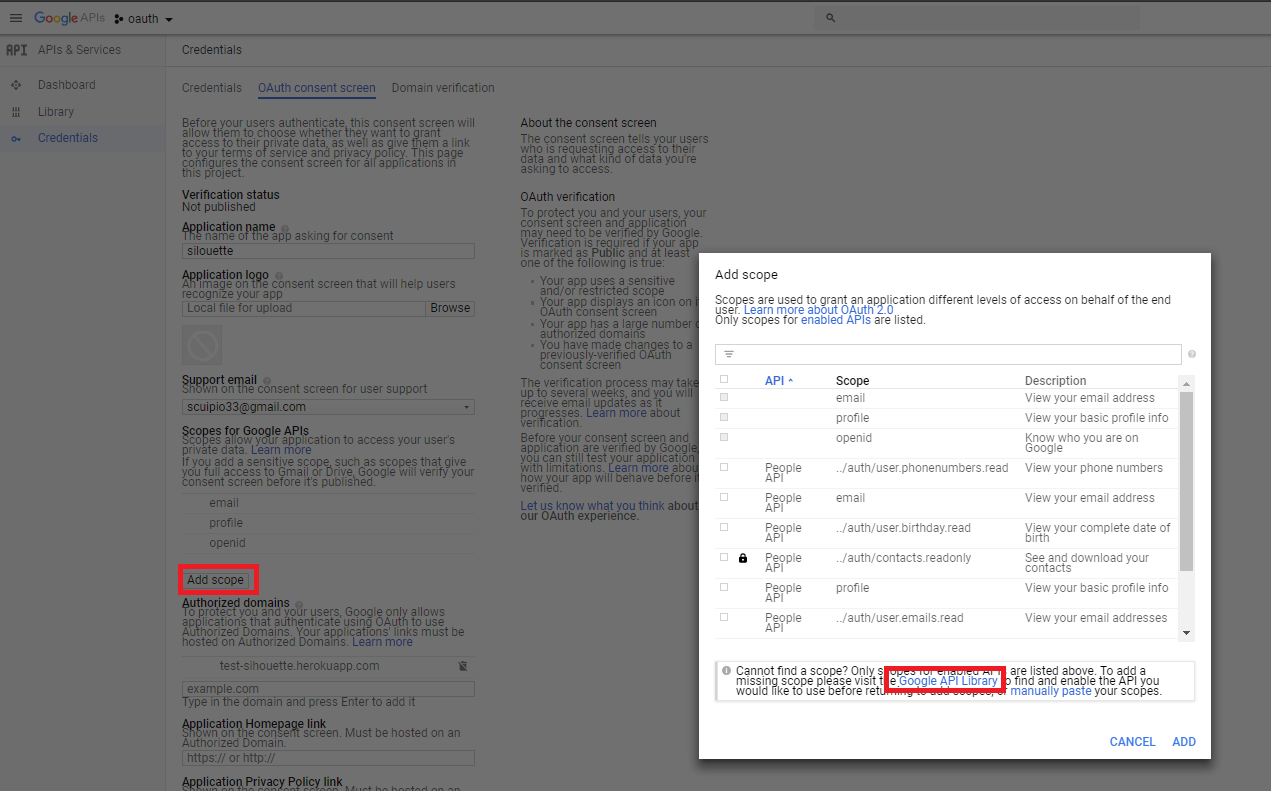 Google APIs
oauth
API APIs & Services
Credentials
Dashboard
Library
Credentials
Credentials
OAuth consent screen
Domain verification
Before your users authenticate, this consent screen will
allow them to choose whether they want to grant
access to their private data, as well as give them a link
to your terms of service and privacy policy. This page
configures the consent screen for all applications in
this project.
Verification status
Not published
Application name
The name of the app asking for consent
silouette
Application logo
An image on the consent screen that will help users
recognize your app
Local file for upload
Browse
Support email
Shown on the consent screen for user support
scuipio33@gmail.com
Scopes for Google APIs
Scopes allow your application to access your user's
private data. Learn more
If you add a sensitive scope, such as scopes that give
you full access to Gmail or Drive, Google will verify your
consent screen before it's published.
email
profile
openid
Add scope
Authorized domains
To protect you and your users, Google only allows
applications that authenticate using OAuth to use
Authorized Domains. Your applications' links must be
hosted on Authorized Domains. Learn more
test-sihouette.herokuapp.com
example.com
Type in the domain and press Enter to add it
Application Homepage link
Shown on the consent screen. Must be hosted on an
Authorized Domain.
https:// or http://
Application Privacy Policy link
Shown on the consent screen. Must be hosted on an
About the consent screen
The consent screen tells your users
who is requesting access to their
data and what kind of data you're
asking to access.
OAuth verification
To protect you and your users, your
consent screen and application
may need to be verified by Google.
Verification is required if your app
is marked as Public and at least
one of the following is true:
Your app uses a sensitive
and/or restricted scope
Your app displays an icon on i
OAuth consent screen
Your app has a large number
authorized domains
You have made changes to a
previously-verified OAuth
consent screen
The verification process may take
up to several weeks, and you will
receive email updates as it
progresses. Learn more about
verification.
Before your consent screen and
application are verified by Google,
you can still test your application
with limitations. Learn more abou
how your app will behave before i
verified.
Let us know what you think about
our OAuth experience.
Add scope
Scopes are used to grant an application different levels of access on behalf of the end
user. Learn more about OAuth 2.0
Only scopes for enabled APIs are listed.
API Scope Description
email View your email address
profile View your basic profile info
openid Know who you are on
Google
People API ../auth/user.phonenumbers.read View your phone numbers
People API email View your email address
People API ../auth/user.birthday.read View your complete date of
birth
People API ../auth/contacts.readonly See and download your
contacts
People API profile View your basic profile info
People API ../auth/user.emails.read View your email addresses
Cannot find a scope? Only scopes for enabled APIs are listed above. To add a
missing scope please visit the Google API Library to find and enable the API you
would like to use before returning to add scopes, or manually paste your scopes.
CANCEL ADD